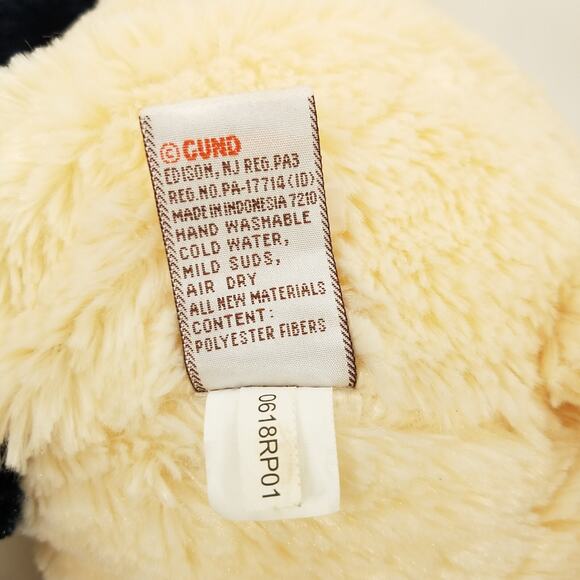 © GUND
EDISON, NJ REG.PA3
REG.NO.PA-17714(ID)
MADE IN INDONESIA 7210
HAND WASHABLE
COLD WATER,
MILD SUDS,
AIR DRY
ALL NEW MATERIALS
CONTENT:
POLYESTER FIBERS
0618RP01